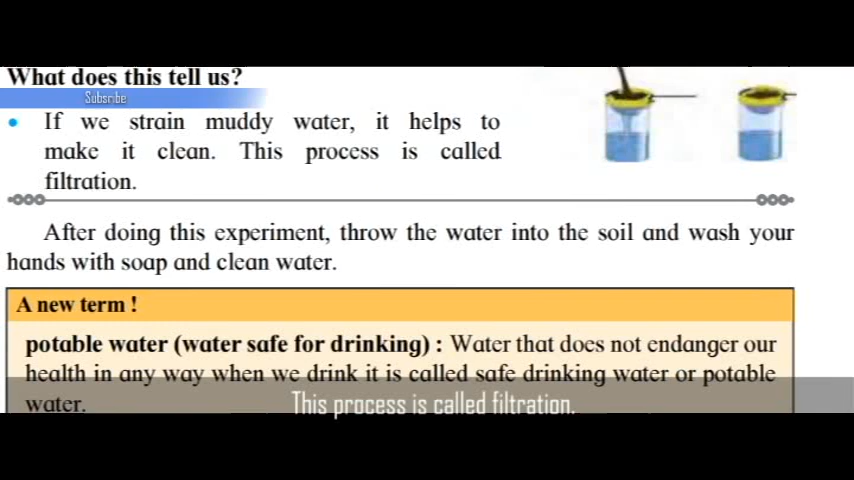 What does this tell us?
Subsribe
• If we strain muddy water, it helps to
make it clean. This process is called
filtration.
After doing this experiment, throw the water into the soil and wash your
hands with soap and clean water.
A new term !
potable water (water safe for drinking) : Water that does not endanger our
health in any way when we drink it is called safe drinking water or potable
water.
This process is called filtration.